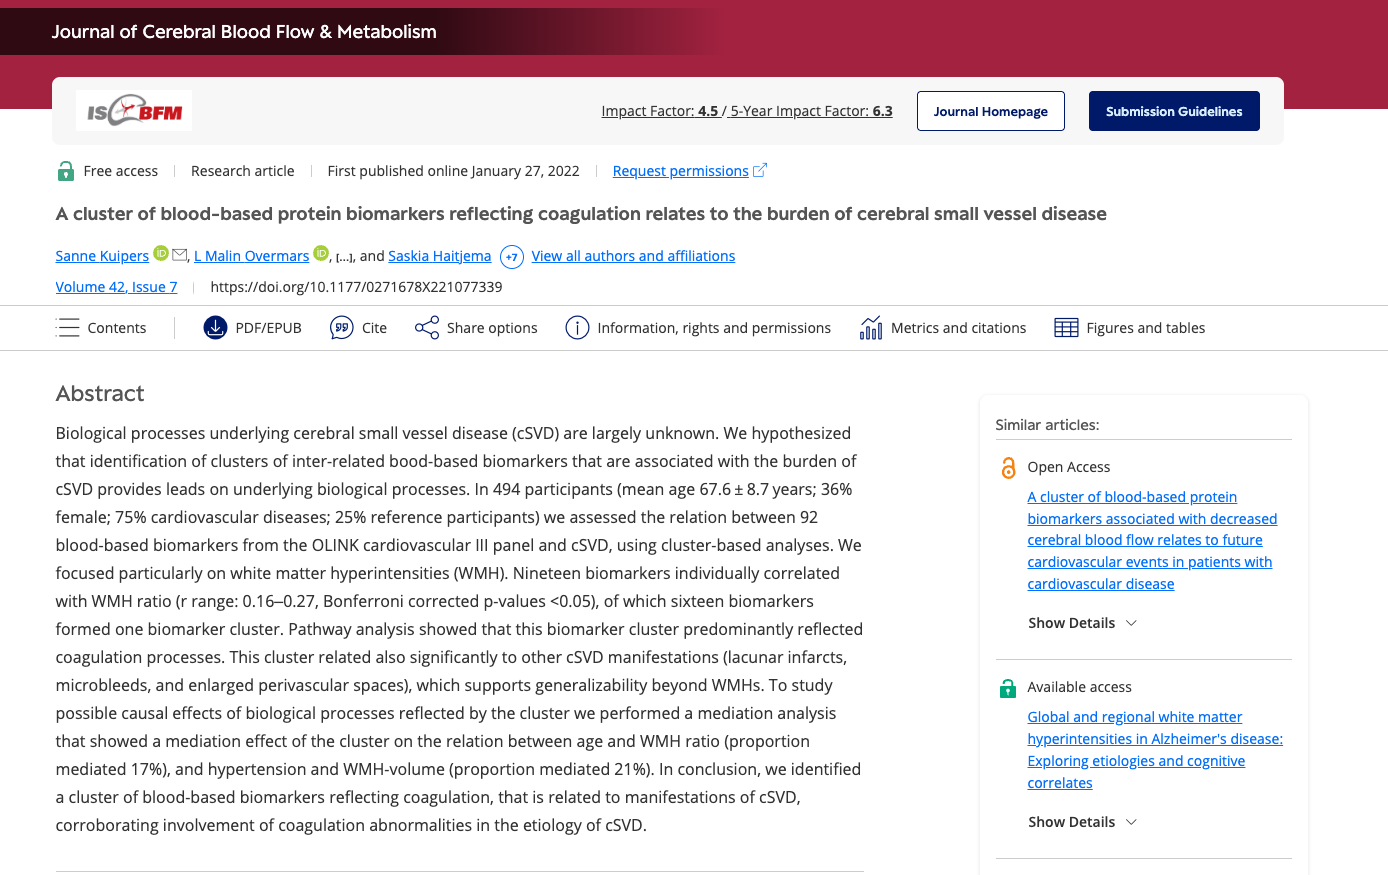 Journal of Cerebral Blood Flow & Metabolism
ISCBFM
Impact Factor: 4.5 / 5-Year Impact Factor: 6.3
Journal Homepage
Submission Guidelines
Free access
Research article
First published online January 27, 2022
Request permissions
A cluster of blood-based protein biomarkers reflecting coagulation relates to the burden of cerebral small vessel disease
Sanne Kuipers iD, L Malin Overmars iD, [...], and Saskia Haitjema +7 View all authors and affiliations
Volume 42, Issue 7
https://doi.org/10.1177/0271678X221077339
Contents
PDF/EPUB
Cite
Share options
Information, rights and permissions
Metrics and citations
Figures and tables
Abstract
Biological processes underlying cerebral small vessel disease (cSVD) are largely unknown. We hypothesized
that identification of clusters of inter-related bood-based biomarkers that are associated with the burden of
cSVD provides leads on underlying biological processes. In 494 participants (mean age 67.6 ± 8.7 years; 36%
female; 75% cardiovascular diseases; 25% reference participants) we assessed the relation between 92
blood-based biomarkers from the OLINK cardiovascular III panel and cSVD, using cluster-based analyses. We
focused particularly on white matter hyperintensities (WMH). Nineteen biomarkers individually correlated
with WMH ratio (r range: 0.16–0.27, Bonferroni corrected p-values <0.05), of which sixteen biomarkers
formed one biomarker cluster. Pathway analysis showed that this biomarker cluster predominantly reflected
coagulation processes. This cluster related also significantly to other cSVD manifestations (lacunar infarcts,
microbleeds, and enlarged perivascular spaces), which supports generalizability beyond WMHs. To study
possible causal effects of biological processes reflected by the cluster we performed a mediation analysis
that showed a mediation effect of the cluster on the relation between age and WMH ratio (proportion
mediated 17%), and hypertension and WMH-volume (proportion mediated 21%). In conclusion, we identified
a cluster of blood-based biomarkers reflecting coagulation, that is related to manifestations of cSVD,
corroborating involvement of coagulation abnormalities in the etiology of cSVD.
Similar articles:
Open Access
A cluster of blood-based protein
biomarkers associated with decreased
cerebral blood flow relates to future
cardiovascular events in patients with
cardiovascular disease
Show Details
Available access
Global and regional white matter
hyperintensities in Alzheimer's disease:
Exploring etiologies and cognitive
correlates
Show Details